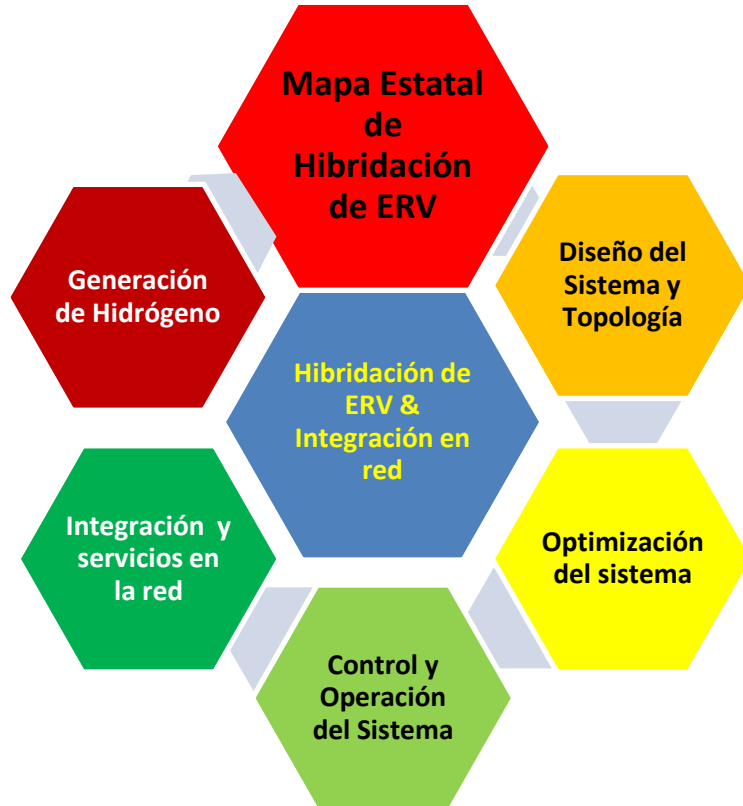 Mapa Estatal
de
Hibridación
de ERV
Diseño del
Sistema y
Topología
Generación
de Hidrógeno
Hibridación de
ERV &
Integración en
red
Optimización
del sistema
Integración y
servicios en
la red
Control y
Operación
del Sistema